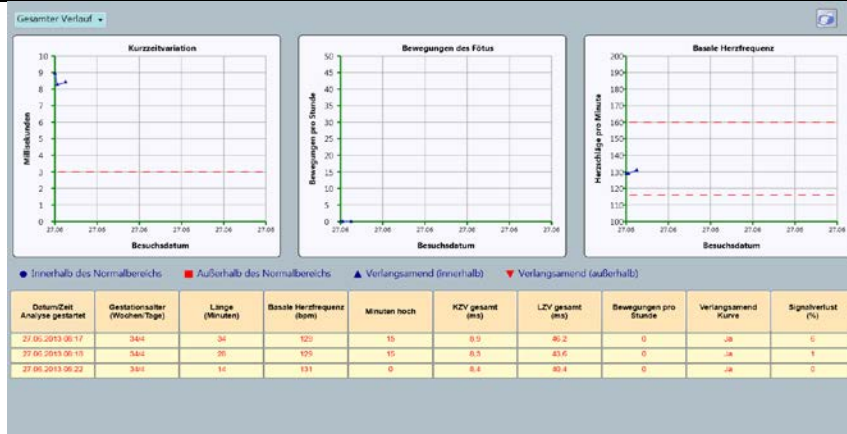 Gesamter Verlauf
Kurzzeitvariation
Millisekunden
10
9
8
7
6
5
4
3
2
1
0
27.06 27.06 27.06 27.06 27.06 27.06
Besuchsdatum
Bewegungen des Fötus
Bewegungen pro Stunde
50
45
40
35
30
25
20
15
10
5
0
27.06 27.06 27.06 27.06 27.06 27.06
Besuchsdatum
Basale Herzfrequenz
Herzschläge pro Minute
200
190
180
170
160
150
140
130
120
110
100
27.06 27.06 27.06 27.06 27.06 27.06
Besuchsdatum
Innerhalb des Normalbereichs Außerhalb des Normalbereichs Verlangsamend (innerhalb) Verlangsamend (außerhalb)
Datum/Zeit Gestationsalter Länge Basale Herzfrequenz Minuten hoch KZV gesamt LZV gesamt Bewegungen pro Verlangsamend Signalverlust
Analyse gestartet (Wochen/Tage) (Minuten) (bpm) (ms) (ms) Stunde Kurve (%)
27.06.2013 06:17 34/4 34 129 15 8,9 46,2 0 Ja
27.06.2013 06:18 34/4 129 15 8,3 43,6 0 Ja 1
27.06.2013 06:22 34/4 14 131 0 8,4 40,4 0 Ja 0